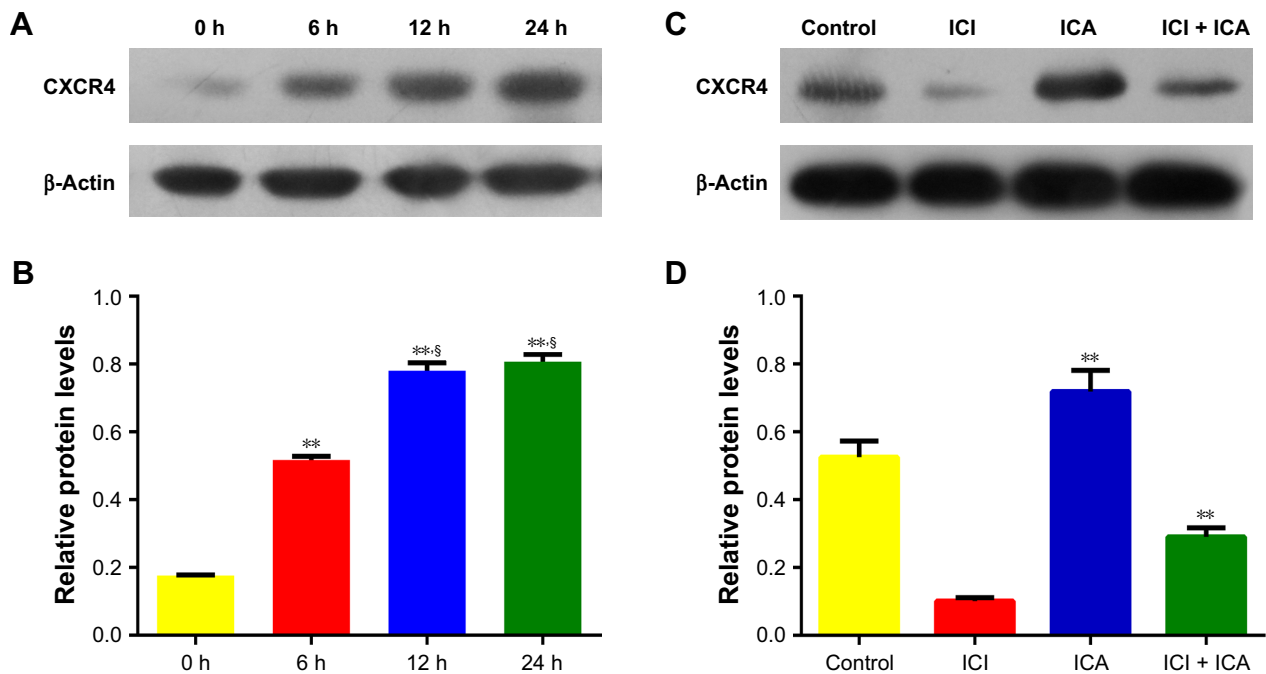 A
0 h 6 h 12 h 24 h
CXCR4
β-Actin
B
Relative protein levels
1.0
0.8
0.6
0.4
0.2
0.0
**
**,§
**,§
0 h 6 h 12 h 24 h
C
Control ICI ICA ICI + ICA
CXCR4
β-Actin
D
Relative protein levels
1.0
0.8
0.6
0.4
0.2
0.0
**
**
Control ICI ICA ICI + ICA